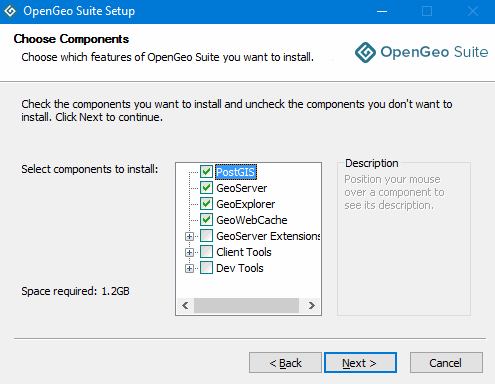 OpenGeo Suite Setup
Choose Components
Choose which features of OpenGeo Suite you want to install.
OpenGeo Suite
Check the components you want to install and uncheck the components you don't want to
install. Click Next to continue.
Select components to install:
PostGIS
GeoServer
GeoExplorer
GeoWebCache
GeoServer Extensions
Client Tools
Dev Tools
Description
Position your mouse
over a component to
see its description.
Space required: 1.2GB
< Back
Next >
Cancel